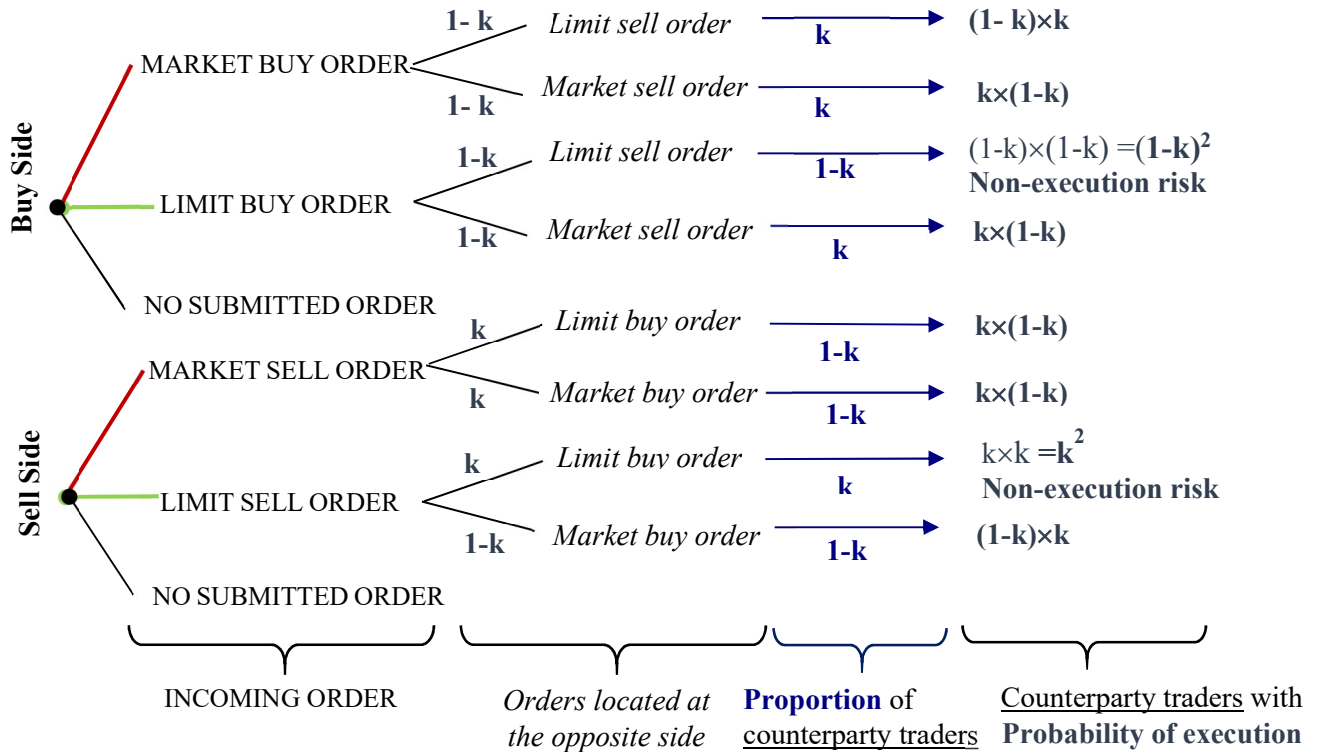 Buy Side
MARKET BUY ORDER
1- k
Limit sell order
k
(1- k)×k
1- k
Market sell order
k
k×(1-k)
LIMIT BUY ORDER
1-k
Limit sell order
1-k
(1-k)×(1-k) =(1-k)²
Non-execution risk
1-k
Market sell order
k
k×(1-k)
NO SUBMITTED ORDER
Sell Side
MARKET SELL ORDER
k
Limit buy order
1-k
k×(1-k)
k
Market buy order
1-k
k×(1-k)
LIMIT SELL ORDER
k
Limit buy order
k
k×k =k²
Non-execution risk
1-k
Market buy order
1-k
(1-k)×k
NO SUBMITTED ORDER
INCOMING ORDER
Orders located at
the opposite side
Proportion of
counterparty traders
Counterparty traders with
Probability of execution